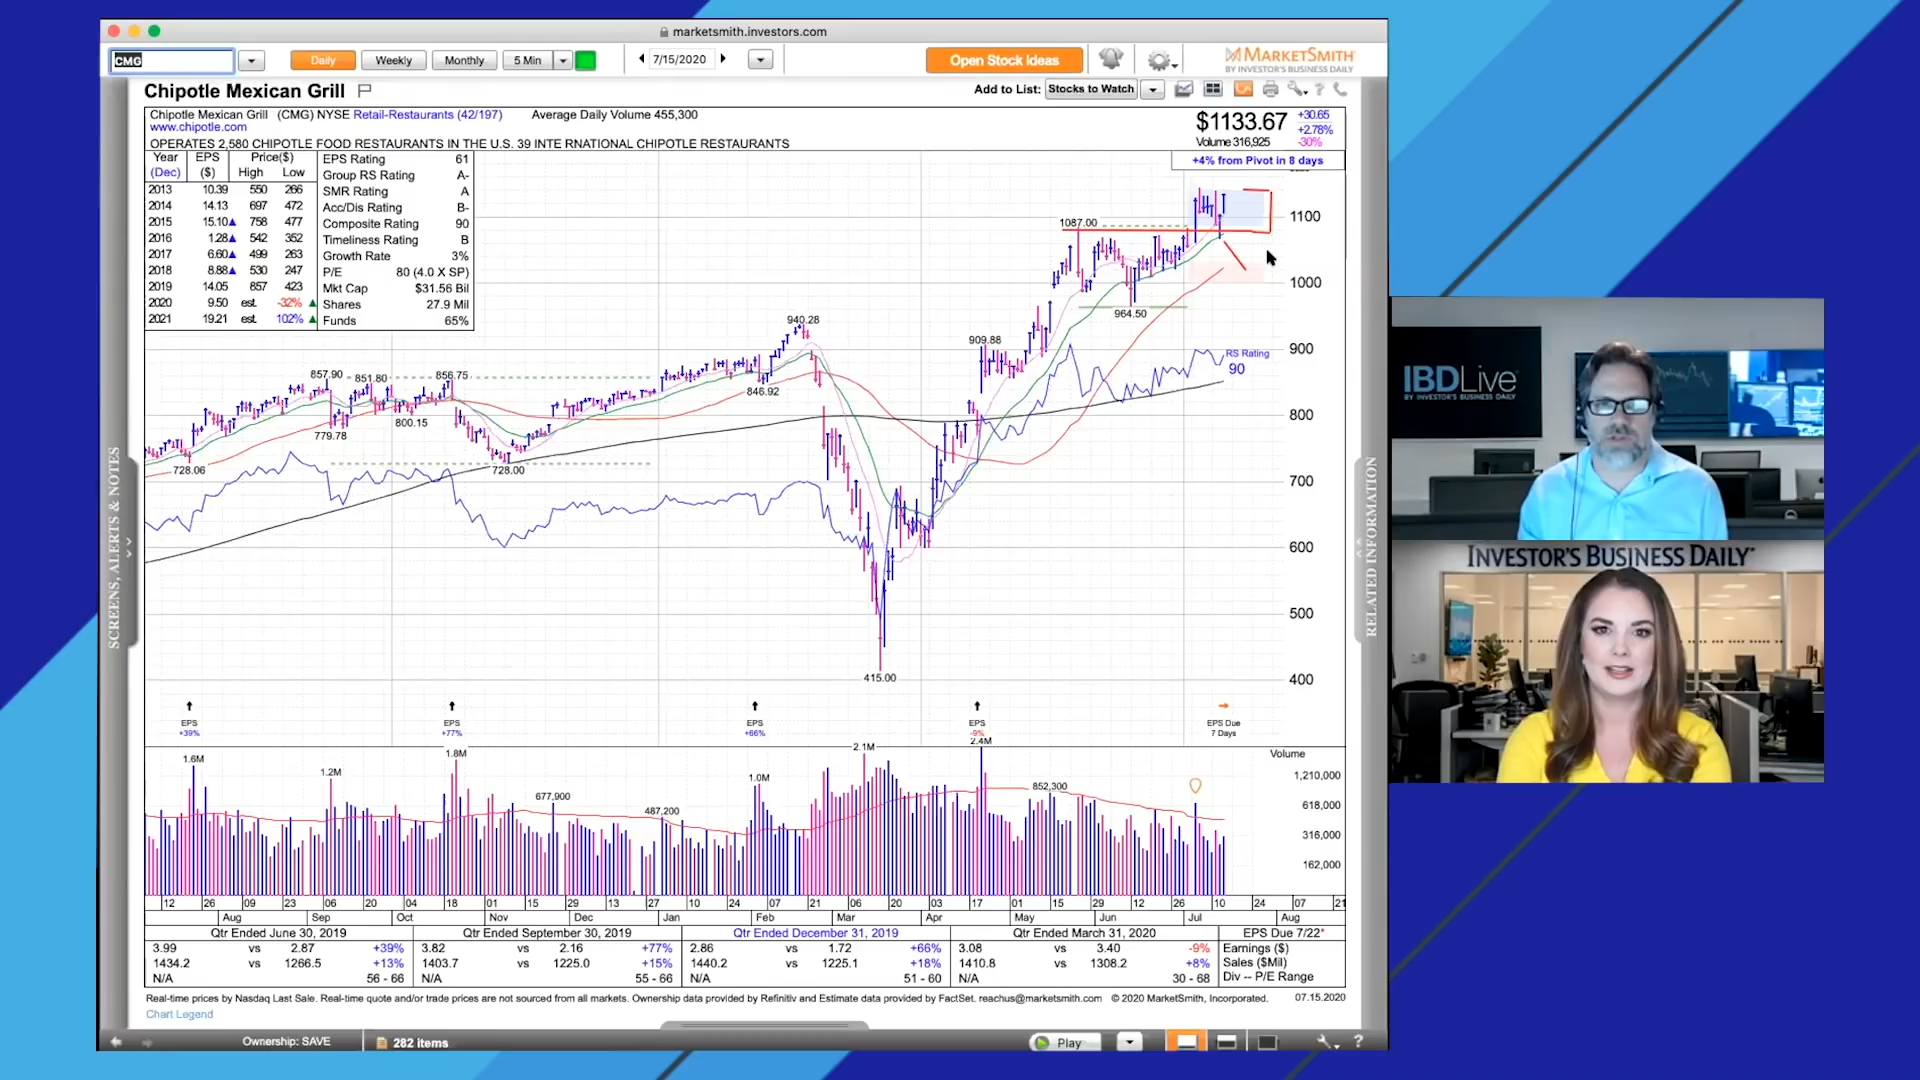 marketsmith.investors.com
CMG
Daily
Weekly
Monthly
5 Min
7/15/2020
Open Stock Ideas
MARKETSMITH
BY INVESTOR'S BUSINESS DAILY
Chipotle Mexican Grill
Add to List: Stocks to Watch
Chipotle Mexican Grill (CMG) NYSE Retail-Restaurants (42/197) Average Daily Volume 455,300
www.chipotle.com
OPERATES 2,580 CHIPOTLE FOOD RESTAURANTS IN THE U.S. 39 INTE RNATIONAL CHIPOTLE RESTAURANTS
$1133.67 +30.65
+2.78%
Volume 316,925 -30%
+4% from Pivot in 8 days
Year EPS Price($)
(Dec) ($) High Low
2013 10.39 550 266
2014 14.13 697 472
2015 15.10 758 477
2016 1.28 542 352
2017 6.60 499 263
2018 8.88 530 247
2019 14.05 857 423
2020 9.50 est. -32%
2021 19.21 est. 102%
EPS Rating 61
Group RS Rating A-
SMR Rating A
Acc/Dis Rating B-
Composite Rating 90
Timeliness Rating B
Growth Rate 3%
P/E 80 (4.0 X SP)
Mkt Cap $31.56 Bil
Shares 27.9 Mil
Funds 65%
1087.00
1100
1000
964.50
940.28
909.88
900
RS Rating
90
857.90
851.80
856.75
846.92
800.15
800
779.78
728.06
728.00
700
600
500
415.00
400
EPS
+39%
EPS
+77%
EPS
+66%
EPS
-9%
EPS Due
7 Days
1.6M
1.2M
1.8M
677,900
487,200
1.0M
2.1M
2.4M
852,300
Volume
1,210,000
618,000
316,000
162,000
12 26 09 23 06 20 04 18 01 15 29 13 27 10 24 07 21 06 20 03 17 01 15 29 12 26 10 24 07 21
Aug Sep Oct Nov Dec Jan Feb Mar Apr May Jun Jul Aug
Qtr Ended June 30, 2019
3.99 vs 2.87 +39%
1434.2 vs 1266.5 +13%
N/A 56 - 66
Qtr Ended September 30, 2019
3.82 vs 2.16 +77%
1403.7 vs 1225.0 +15%
N/A 55 - 66
Qtr Ended December 31, 2019
2.86 vs 1.72 +66%
1440.2 vs 1225.1 +18%
N/A 51 - 60
Qtr Ended March 31, 2020
3.08 vs 3.40 -9%
1410.8 vs 1308.2 +8%
N/A 30 - 68
EPS Due 7/22*
Earnings ($)
Sales ($Mil)
Div -- P/E Range
Real-time prices by Nasdaq Last Sale. Real-time quote and/or trade prices are not sourced from all markets. Ownership data provided by Refinitiv and Estimate data provided by FactSet. reachus@marketsmith.com © 2020 MarketSmith, Incorporated. 07.15.2020
Chart Legend
Ownership: SAVE
282 items
Play
SCREENS, ALERTS & NOTES
RELATED INFORMATION
IBDLive
BY INVESTOR'S BUSINESS DAILY
INVESTOR'S BUSINESS DAILY